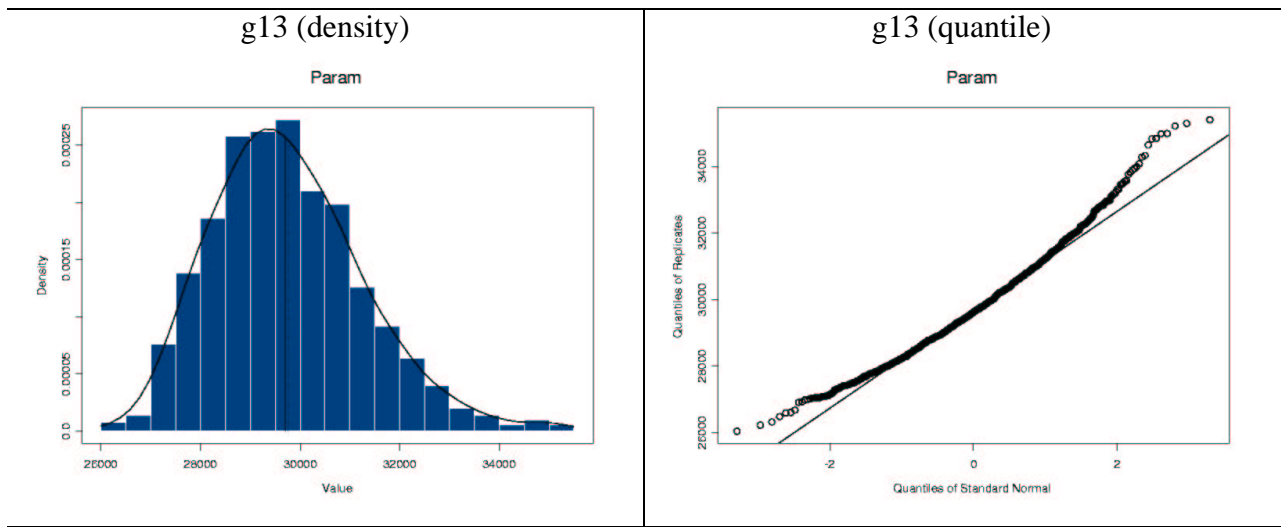 g13 (density)
Param
Density
0.00025
0.00015
0.00005
0.0
26000 28000 30000 32000 34000
Value
g13 (quantile)
Param
Quantiles of Replicates
34000
32000
30000
28000
26000
-2 0 2
Quantiles of Standard Normal